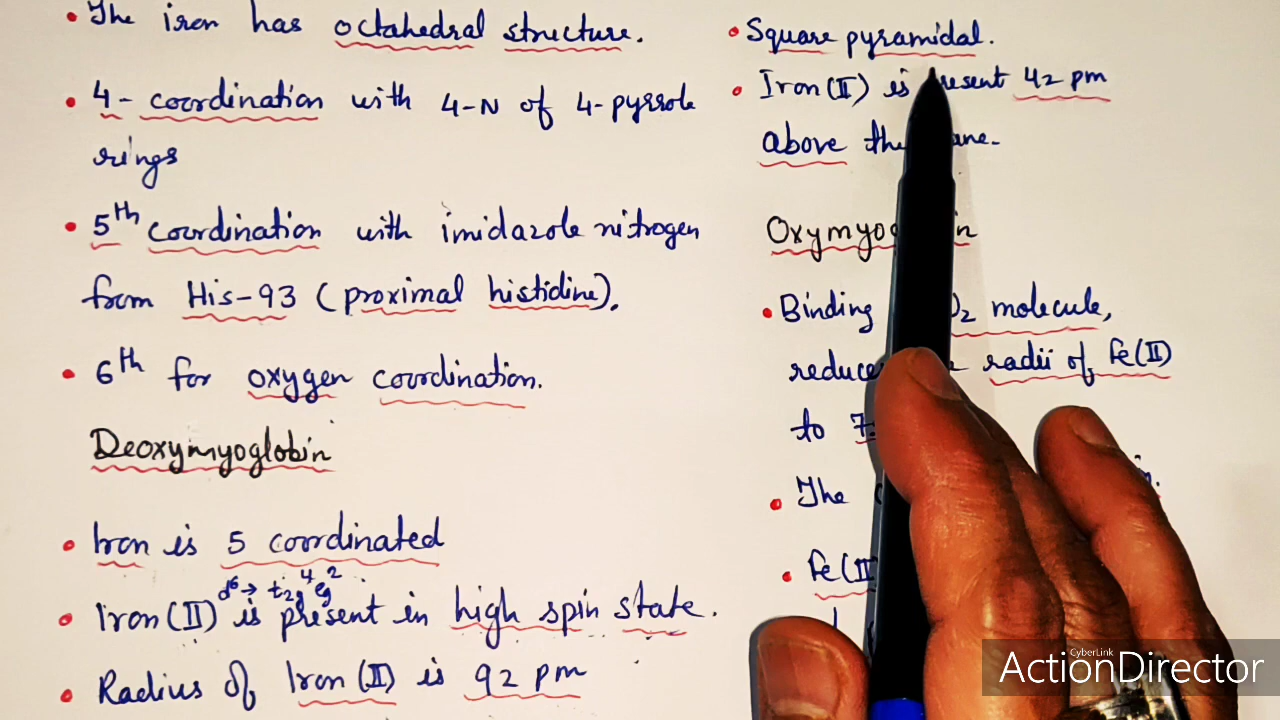 • The iron has octahedral structure.
• 4- coordination with 4-N of 4-pyrrole
rings
• 5th coordination with imidazole nitrogen
from His-93 (proximal histidine).
• 6th for oxygen coordination.
Deoxymyoglobin
• Iron is 5 coordinated
d6→ t2g4 eg2
• Iron(II) is present in high spin state.
• Radius of Iron(II) is 92 pm
• Square pyramidal.
• Iron(II) is present 42 pm
above
• Binding O2 molecule,
radii of Fe(II)
to
• The
• Fe(II
CyberLink
ActionDirector